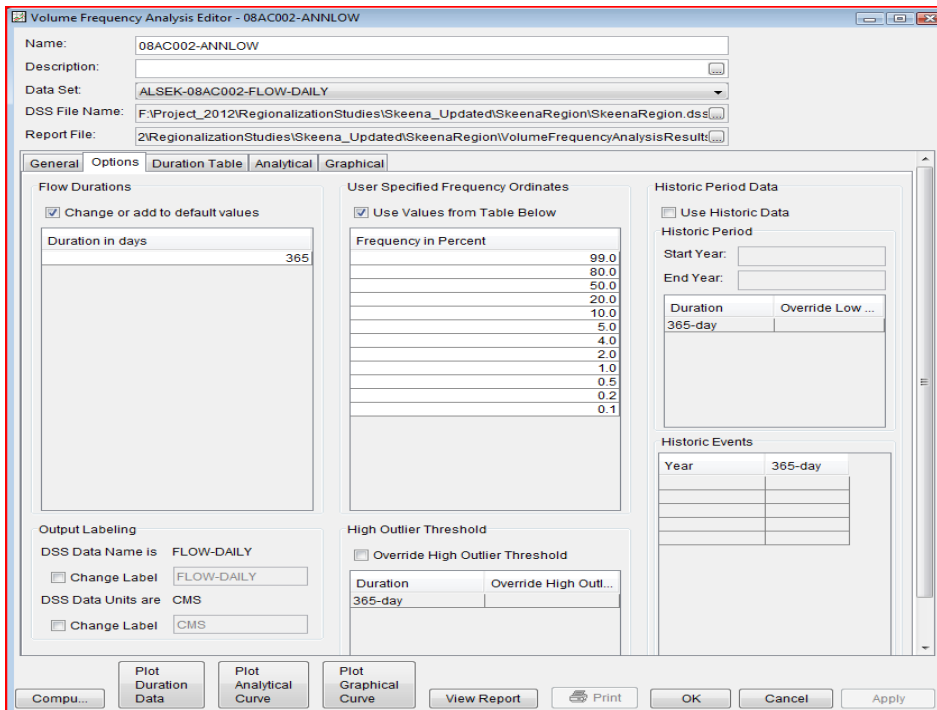 Volume Frequency Analysis Editor - 08AC002-ANNLOW
Name: 08AC002-ANNLOW
Description: ...
Data Set: ALSEK-08AC002-FLOW-DAILY
DSS File Name: F:\Project_2012\RegionalizationStudies\Skeena_Updated\SkeenaRegion\SkeenaRegion.dss ...
Report File: 2\RegionalizationStudies\Skeena_Updated\SkeenaRegion\VolumeFrequencyAnalysisResults ...
General Options Duration Table Analytical Graphical
Flow Durations
Change or add to default values
Duration in days
365
User Specified Frequency Ordinates
Use Values from Table Below
Frequency in Percent
99.0
80.0
50.0
20.0
10.0
5.0
4.0
2.0
1.0
0.5
0.2
0.1
Historic Period Data
Use Historic Data
Historic Period
Start Year:
End Year:
Duration Override Low ...
365-day
Historic Events
Year 365-day
Output Labeling
DSS Data Name is FLOW-DAILY
Change Label FLOW-DAILY
DSS Data Units are CMS
Change Label CMS
High Outlier Threshold
Override High Outlier Threshold
Duration Override High Outl...
365-day
Compu...
Plot Duration Data
Plot Analytical Curve
Plot Graphical Curve
View Report
Print
OK
Cancel
Apply